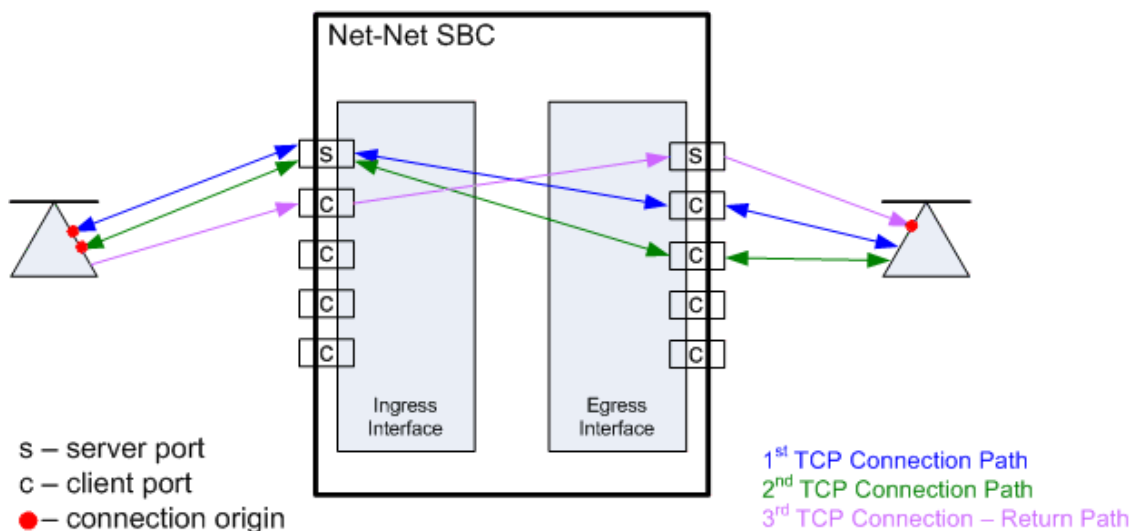 Net-Net SBC
S
S
C
C
C
C
C
C
C
C
Ingress
Interface
Egress
Interface
s – server port
c – client port
– connection origin
1st TCP Connection Path
2nd TCP Connection Path
3rd TCP Connection – Return Path